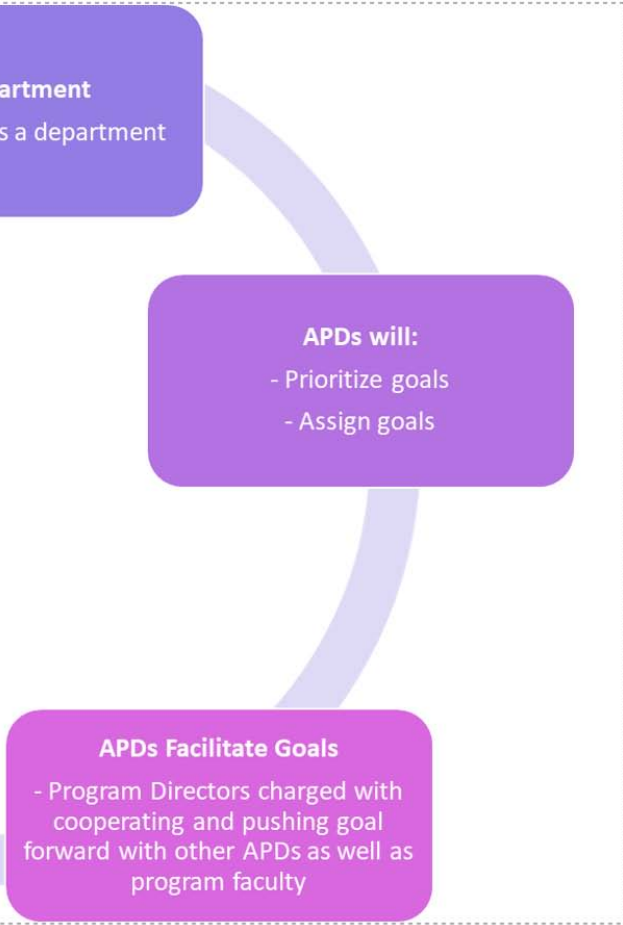 artment
s a department
APDs will:
- Prioritize goals
- Assign goals
APDs Facilitate Goals
- Program Directors charged with
cooperating and pushing goal
forward with other APDs as well as
program faculty